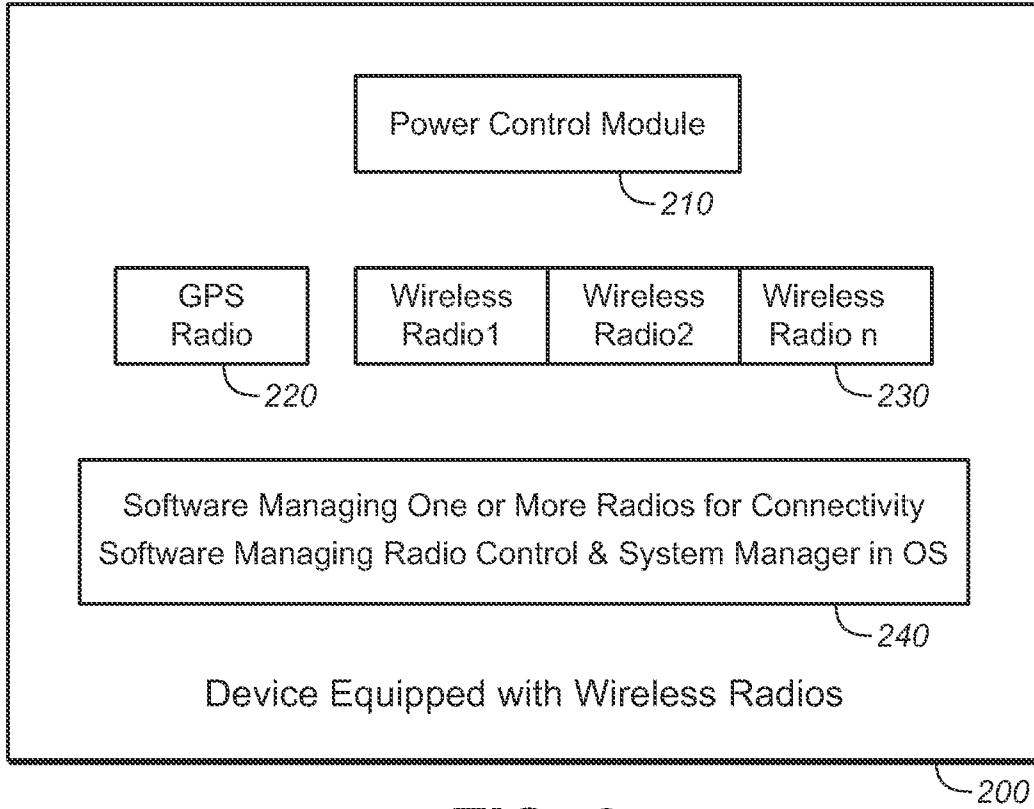 Power Control Module
210
GPS Radio
Wireless Radio1
Wireless Radio2
Wireless Radio n
220
230
Software Managing One or More Radios for Connectivity
Software Managing Radio Control & System Manager in OS
240
Device Equipped with Wireless Radios
200